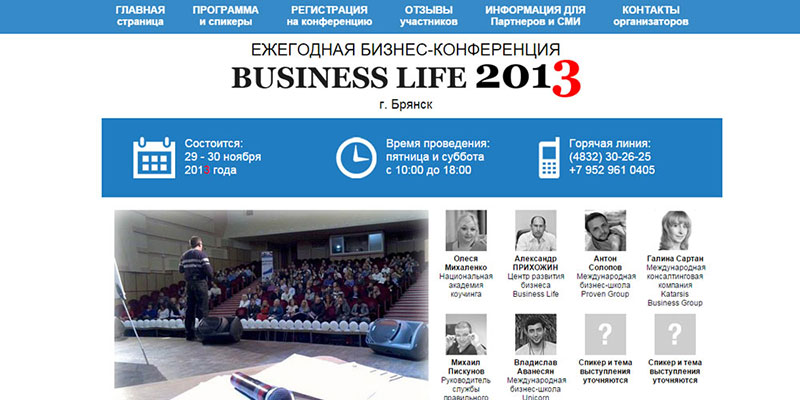 ГЛАВНАЯ страница
ПРОГРАММА и спикеры
РЕГИСТРАЦИЯ на конференцию
ОТЗЫВЫ участников
ИНФОРМАЦИЯ ДЛЯ Партнеров и СМИ
КОНТАКТЫ организаторов
ЕЖЕГОДНАЯ БИЗНЕС-КОНФЕРЕНЦИЯ
BUSINESS LIFE 2013
г. Брянск
Состоится:
29 - 30 ноября
2013 года
Время проведения:
пятница и суббота
с 10:00 до 18:00
Горячая линия:
(4832) 30-26-25
+7 952 961 0405
Олеся
Михаленко
Национальная
академия
коучинга
Александр
ПРИХОЖИН
Центр развития
бизнеса
Business Life
Антон
Солопов
Международная
бизнес-школа
Proven Group
Галина Сартан
Международная
консалтинговая
компания
Katarsis
Business Group
Михаил
Пискунов
Руководитель
службы
правильного
Владислав
Аванесян
Международная
бизнес-школа
Unicorn
?
Спикер и тема
выступления
уточняются
?
Спикер и тема
выступления
уточняются